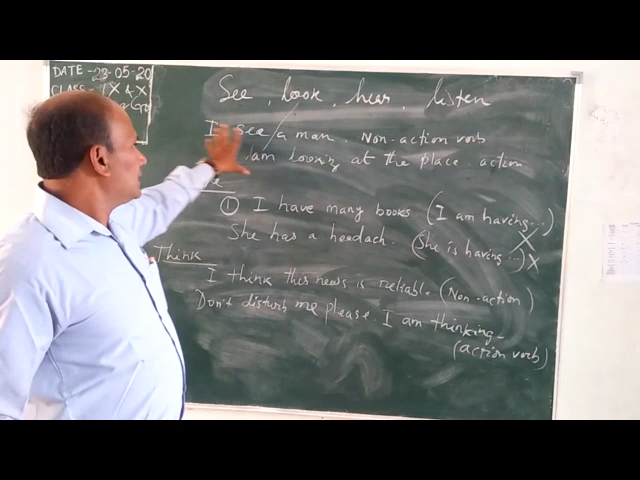 DATE - 23-05-20
CLASS - IX & X
See, look, hear, listen
I see a man. Non-action verb
I am looking at the place. action
① I have many books (I am having...) X
She has a headach. (She is having...) X
Think
I think this news is reliable. (Non-action)
Don't disturb me please. I am thinking-
(action verb)